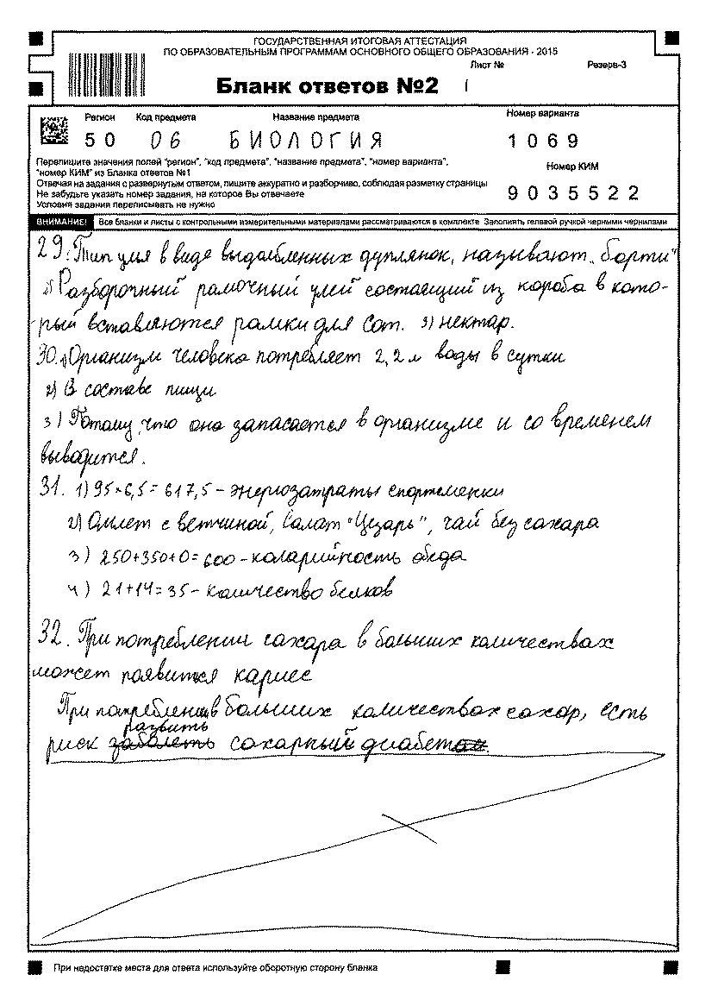 ГОСУДАРСТВЕННАЯ ИТОГОВАЯ АТТЕСТАЦИЯ
ПО ОБРАЗОВАТЕЛЬНЫМ ПРОГРАММАМ ОСНОВНОГО ОБЩЕГО ОБРАЗОВАНИЯ - 2015
Лист № Резерв-3
Бланк ответов №2 1
Регион Код предмета Название предмета Номер варианта
50 06 БИОЛОГИЯ 1069
Перепишите значения полей "регион", "код предмета", "название предмета", "номер варианта",
"номер КИМ" из Бланка ответов №1
Номер КИМ
Отвечая на задания с развернутым ответом, пишите аккуратно и разборчиво, соблюдая разметку страницы
Не забудьте указать номер задания, на которое Вы отвечаете
Условия задания переписывать не нужно
9035522
ВНИМАНИЕ! Все бланки и листы с контрольными измерительными материалами рассматриваются в комплекте Заполнять гелевой ручкой черными чернилами
29. Тип улия в виде выдолбленных дуплянок, называют „борти"
2) Разборочный рамочный улей состаящий из короба в кото-
рый вставляются рамки для сот. 3) нектар.
30. 1) Организм человека потребляет 2,2 л воды в сутки
2) В составе пищи
3) Потому, что она запасается в организме и со временем
выводится.
31. 1) 95×6,5=617,5 - энергозатраты спортсменки
2) Омлет с ветчиной, Салат "Цезарь", чай без сахара
3) 250+350+0=600 - каларийность обеда
4) 21+14=35 - количество белков
32. При потреблении сахара в больших количествах
может появится кариес
При потреблении в больших количествах сахар, есть
развить
риск заболеть сахарный диабет
При недостатке места для ответа используйте оборотную сторону бланка